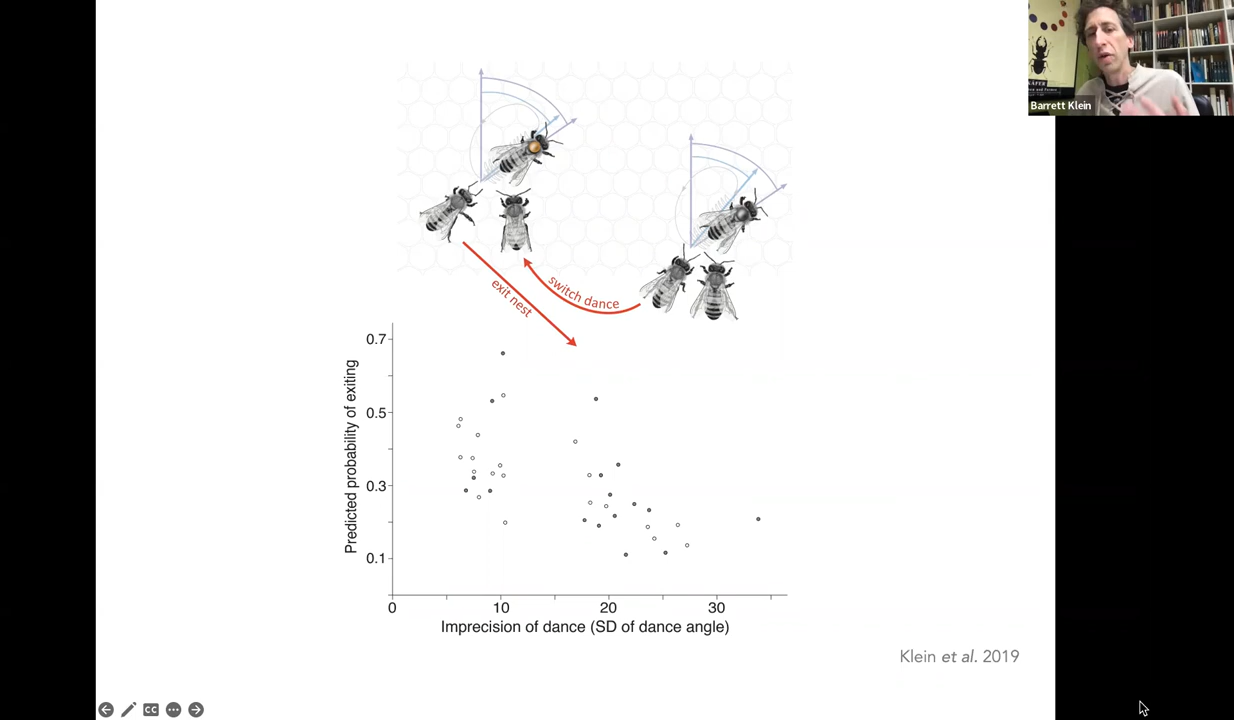 Barrett Klein
switch dance
exit nest
0.7
0.5
0.3
0.1
Predicted probability of exiting
0
10
20
30
Imprecision of dance (SD of dance angle)
Klein et al. 2019
CC